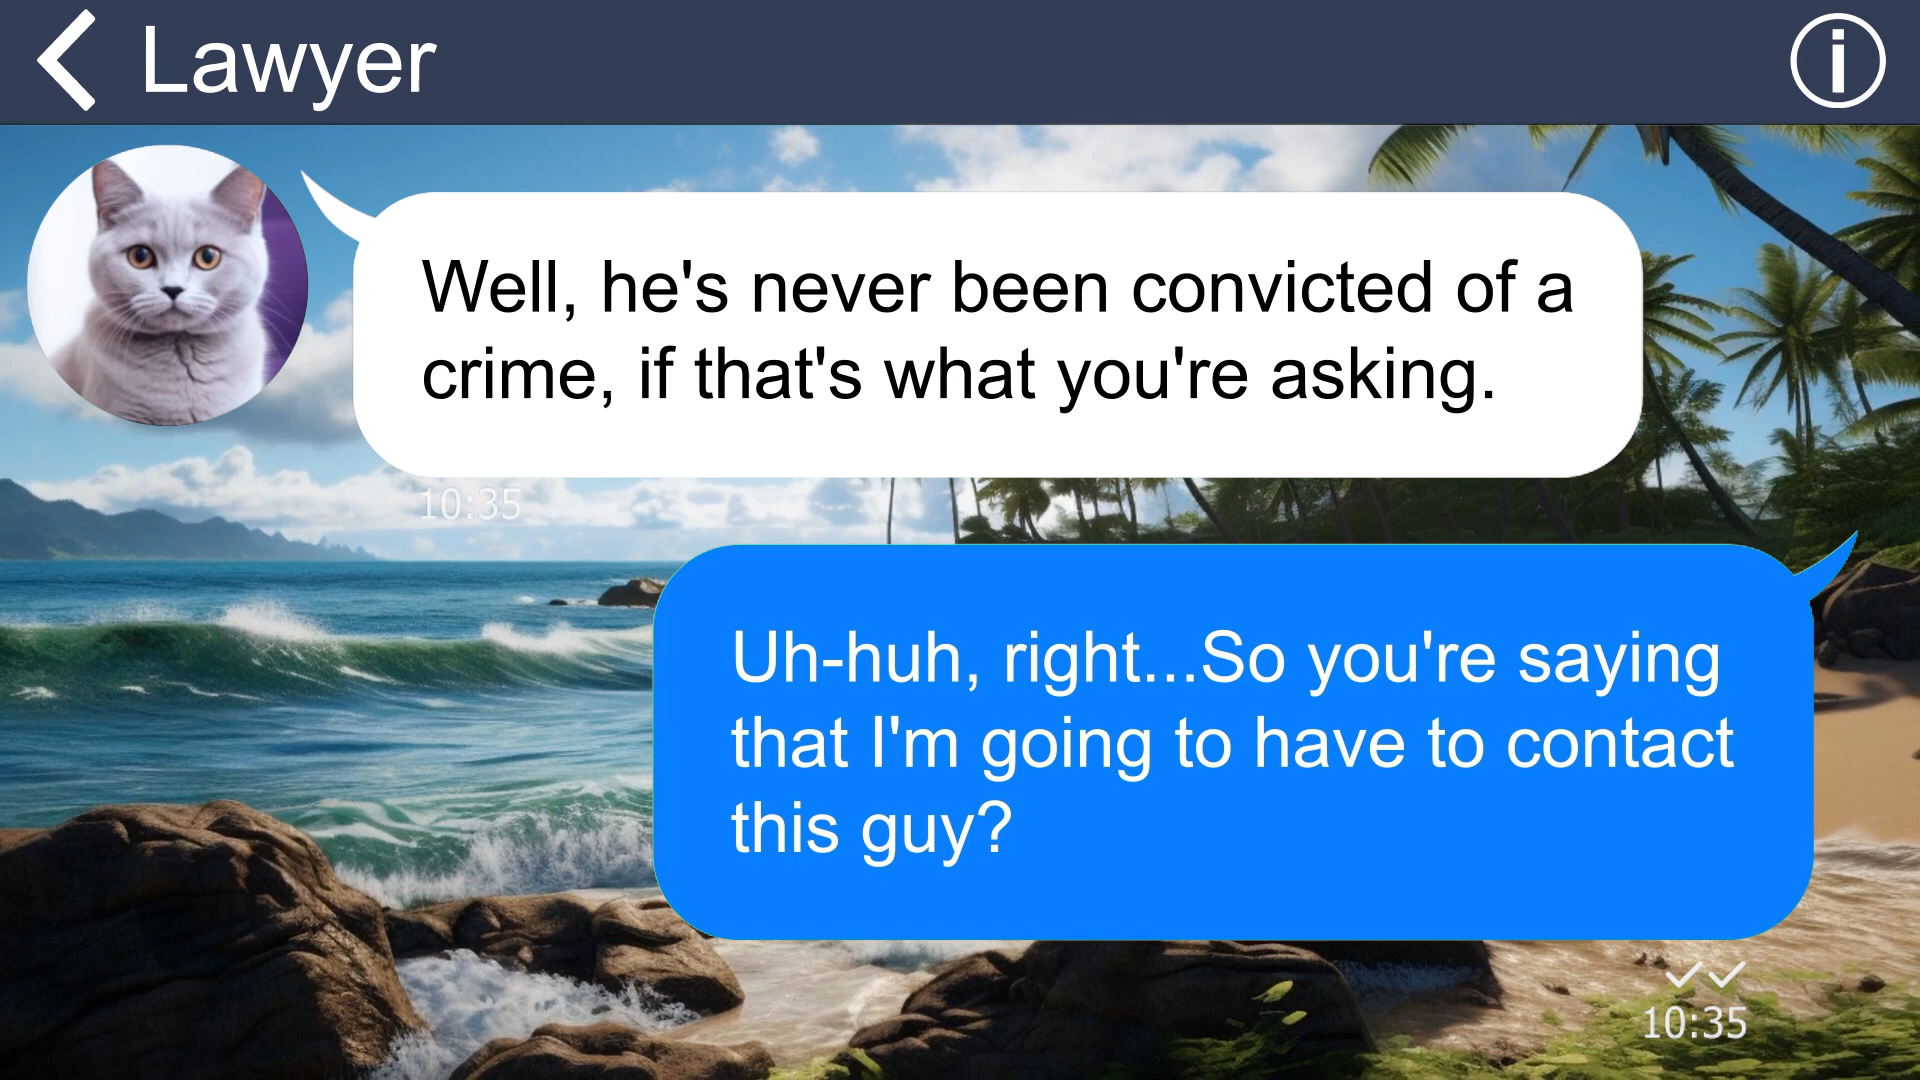 Lawyer
Well, he's never been convicted of a
crime, if that's what you're asking.
10:35
Uh-huh, right...So you're saying
that I'm going to have to contact
this guy?
10:35